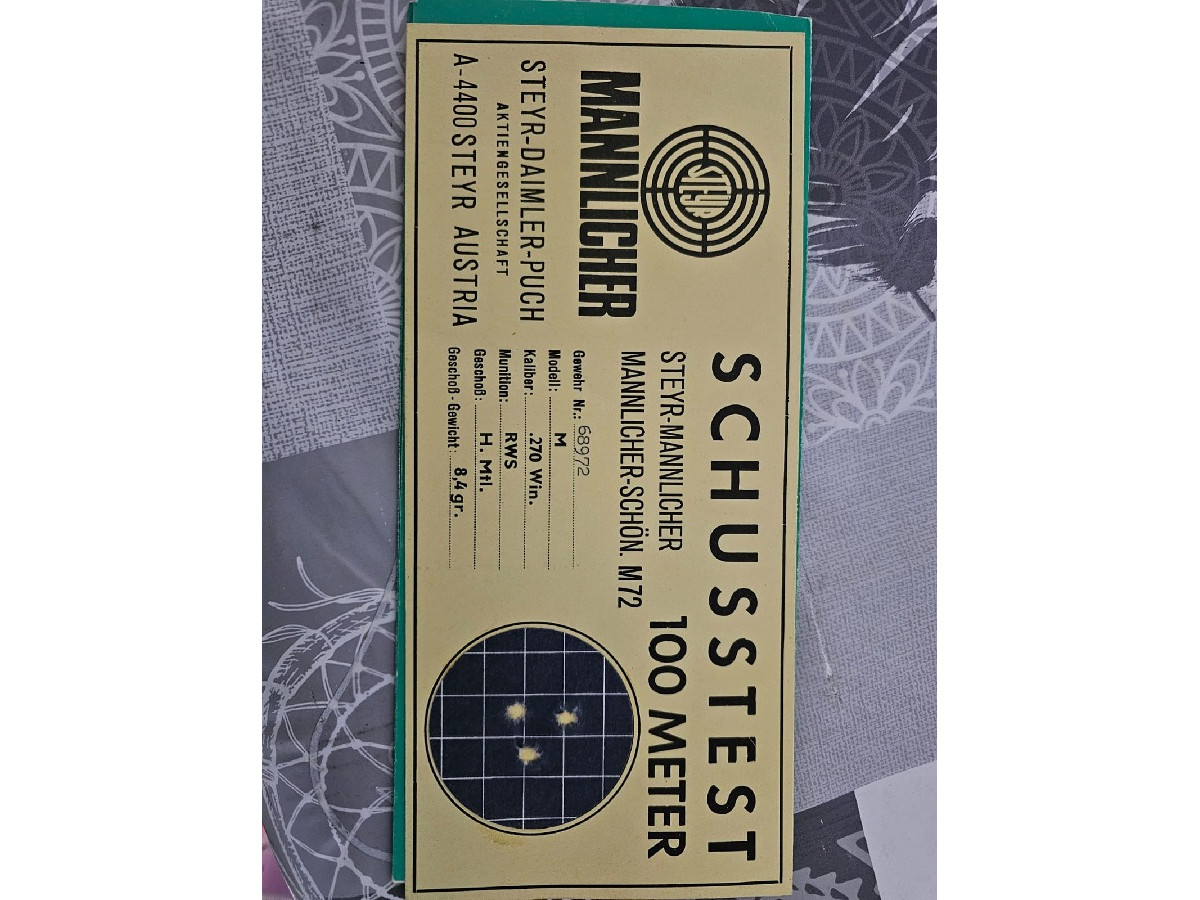 STEYR
MANNLICHER
STEYR-DAIMLER-PUCH
AKTIENGESELLSCHAFT
A-4400 STEYR AUSTRIA
SCHUSSTEST
STEYR-MANNLICHER
MANNLICHER-SCHÖN. M 72
100 METER
Gewehr Nr.: 68972
Modell: M
Kaliber: .270 Win.
Munition: RWS
Geschoß: H. Mtl.
Geschoß-Gewicht: 8,4 gr.